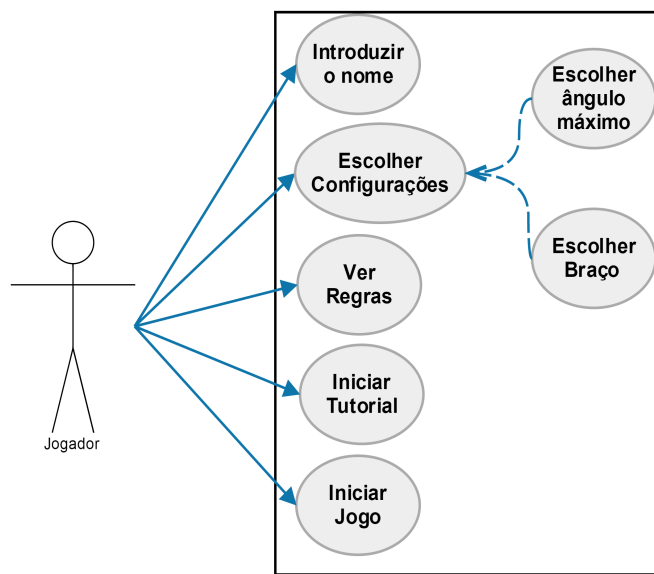 Introduzir
o nome
Escolher
ângulo
máximo
Escolher
Configurações
Escolher
Braço
Ver
Regras
Iniciar
Tutorial
Jogador
Iniciar
Jogo